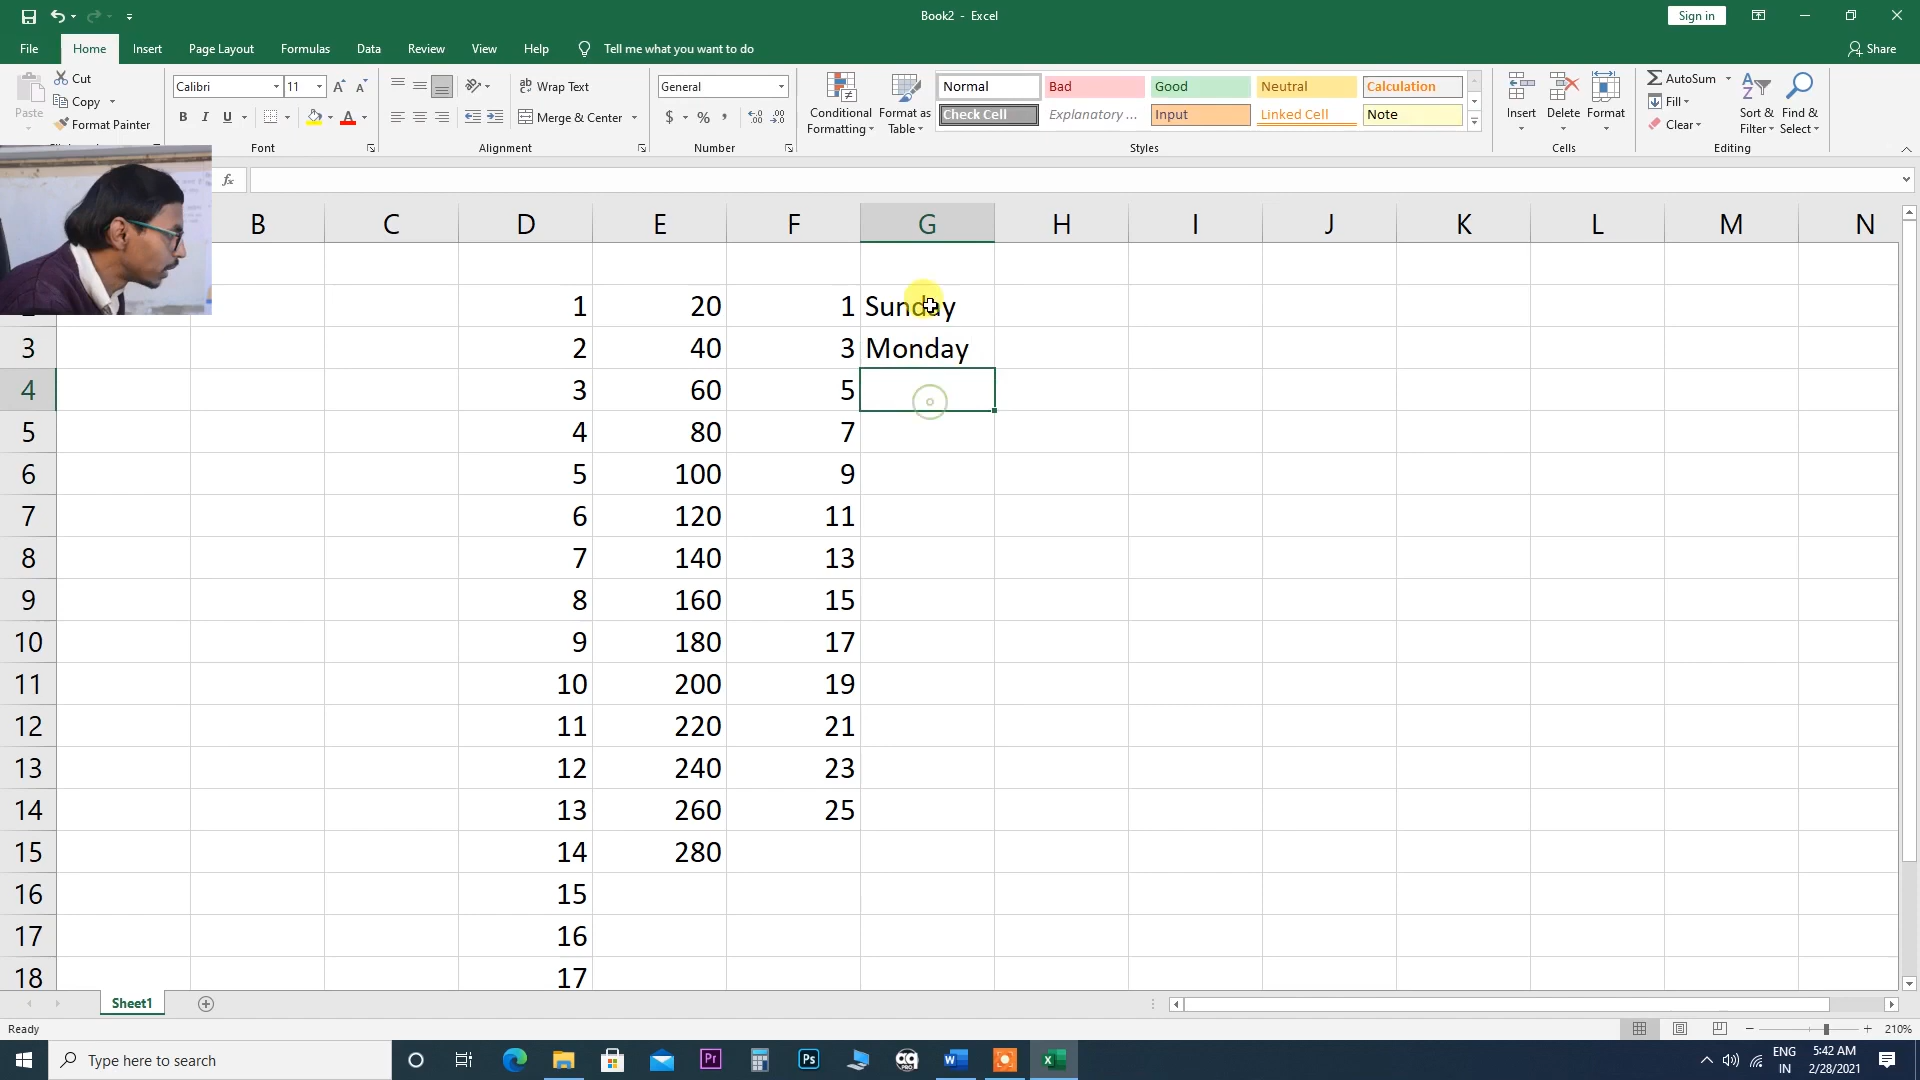 Book2 - Excel
Sign in
File Home Insert Page Layout Formulas Data Review View Help Tell me what you want to do Share
Paste Cut Copy Format Painter
Calibri 11 B I U A Font
Wrap Text Merge & Center Alignment
General $ % , Number
Conditional Formatting Format as Table
Normal Bad Good Neutral Calculation
Check Cell Explanatory ... Input Linked Cell Note
Styles
Insert Delete Format Cells
AutoSum Fill Clear Sort & Filter Find & Select Editing
fx
B C D E F G H I J K L M N
1 20 1 Sunday
3 2 40 3 Monday
4 3 60 5
5 4 80 7
6 5 100 9
7 6 120 11
8 7 140 13
9 8 160 15
10 9 180 17
11 10 200 19
12 11 220 21
13 12 240 23
14 13 260 25
15 14 280
16 15
17 16
18 17
Sheet1
Ready 210%
Type here to search
Pr Ps
ENG IN
5:42 AM
2/28/2021